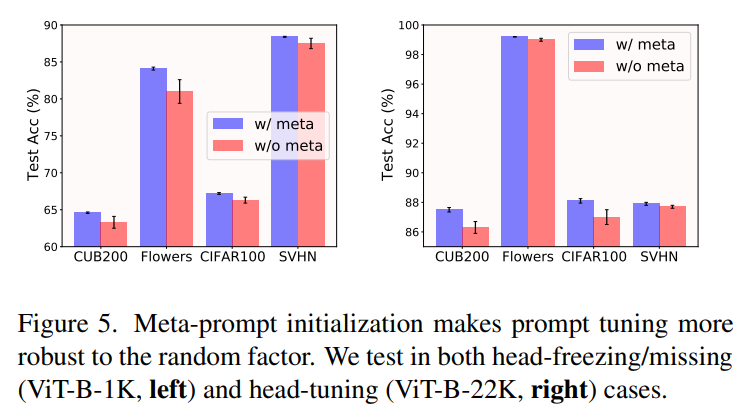 90
85
80
75
70
65
60
Test Acc (%)
w/ meta
w/o meta
CUB200 Flowers CIFAR100 SVHN
100
98
96
94
92
90
88
86
Test Acc (%)
w/ meta
w/o meta
CUB200 Flowers CIFAR100 SVHN
Figure 5. Meta-prompt initialization makes prompt tuning more
robust to the random factor. We test in both head-freezing/missing
(ViT-B-1K, left) and head-tuning (ViT-B-22K, right) cases.